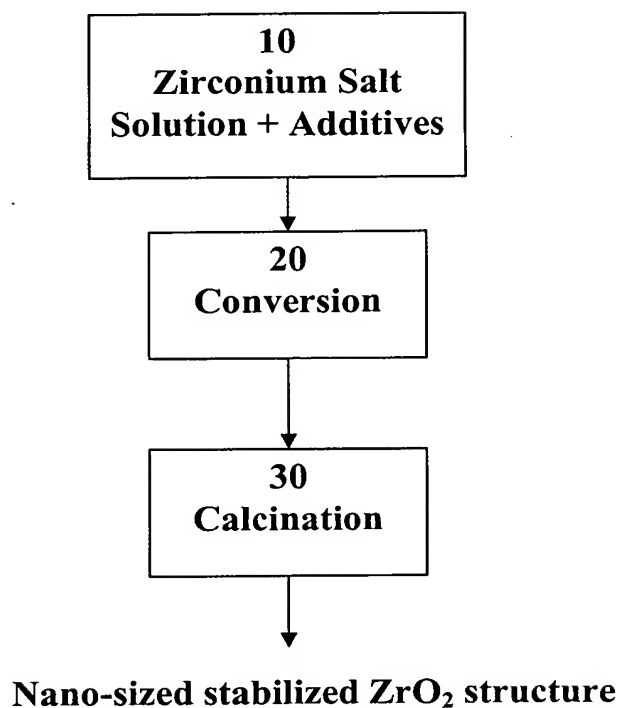 10
Zirconium Salt
Solution + Additives
20
Conversion
30
Calcination
Nano-sized stabilized ZrO₂ structure